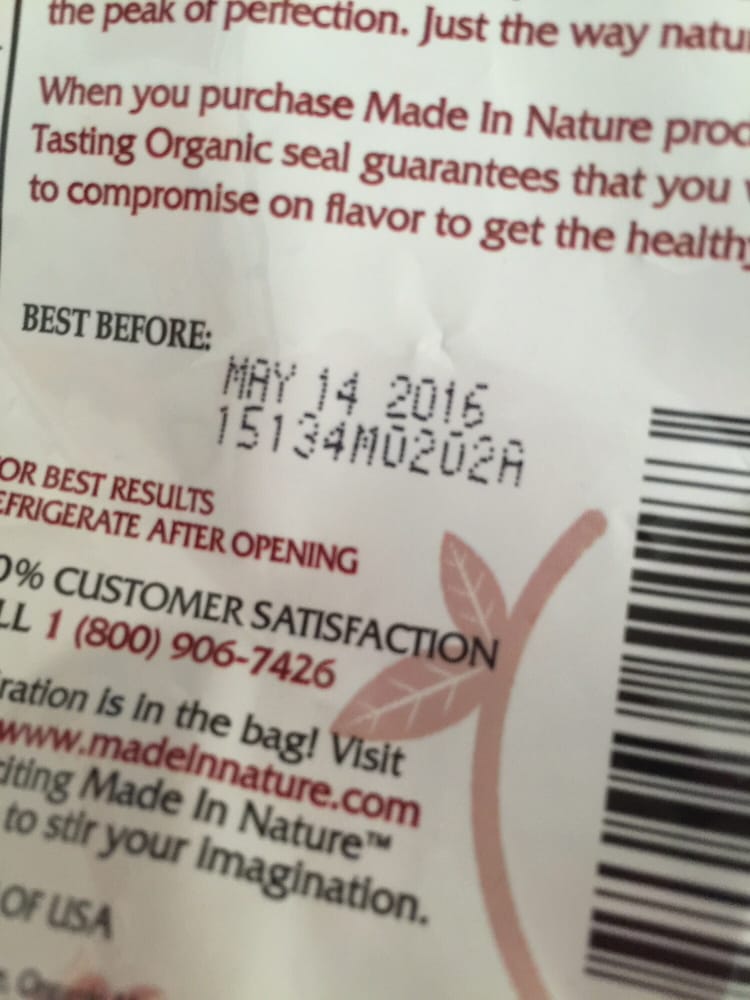 the peak of perfection. Just the way natu
When you purchase Made In Nature prod
Tasting Organic seal guarantees that you
to compromise on flavor to get the healthy
BEST BEFORE:
MAY 14 2016
15134M0202A
OR BEST RESULTS
EFRIGERATE AFTER OPENING
0% CUSTOMER SATISFACTION
LL 1 (800) 906-7426
ration is in the bag! Visit
www.madeinnature.com
iting Made In Nature™
to stir your imagination.
OF USA